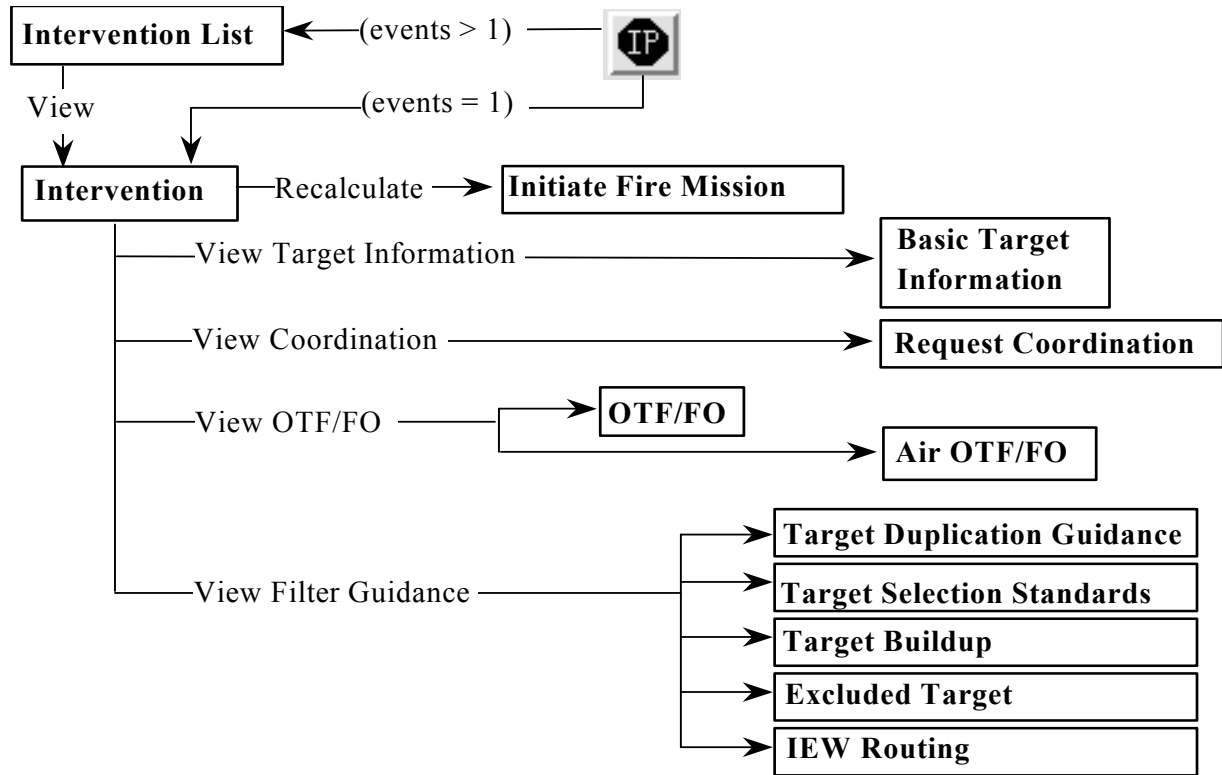 Intervention List
(events > 1)
IP
View
(events = 1)
Intervention
Recalculate
Initiate Fire Mission
View Target Information
Basic Target
Information
View Coordination
Request Coordination
View OTF/FO
OTF/FO
Air OTF/FO
View Filter Guidance
Target Duplication Guidance
Target Selection Standards
Target Buildup
Excluded Target
IEW Routing